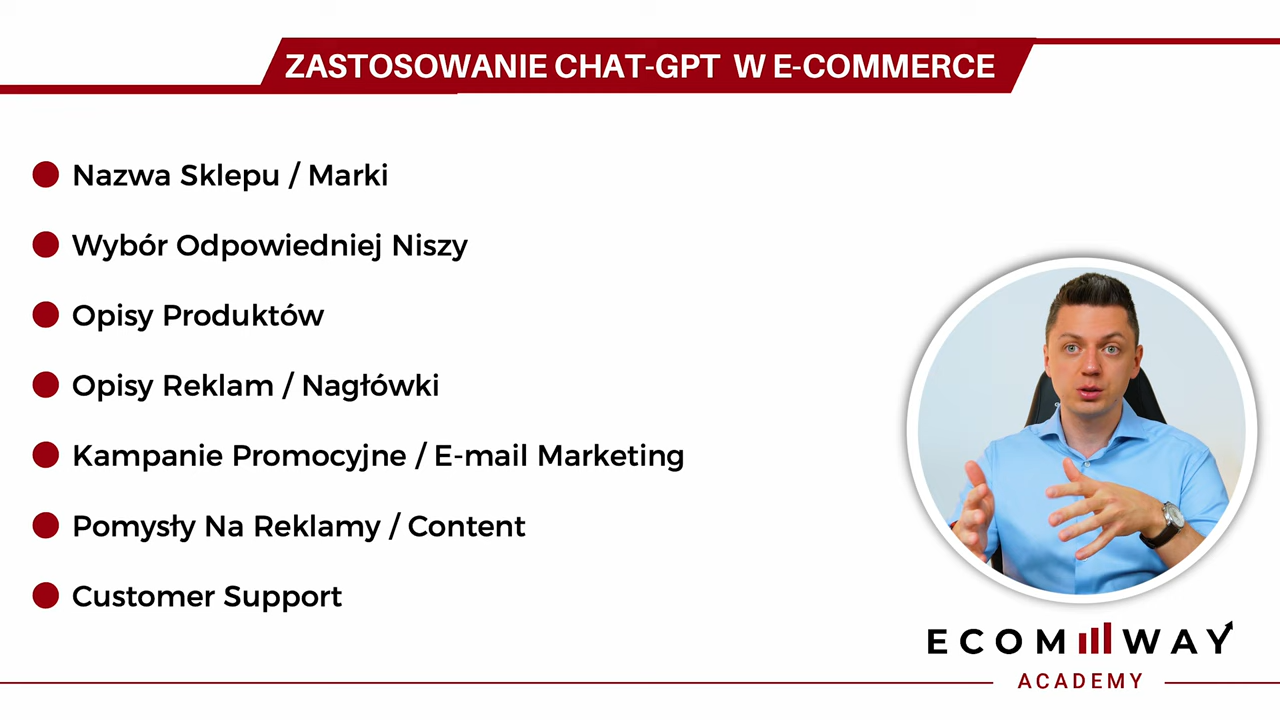 ZASTOSOWANIE CHAT-GPT W E-COMMERCE
Nazwa Sklepu / Marki
Wybór Odpowiedniej Niszy
Opisy Produktów
Opisy Reklam / Nagłówki
Kampanie Promocyjne / E-mail Marketing
Pomysły Na Reklamy / Content
Customer Support
ECOM WAY
ACADEMY